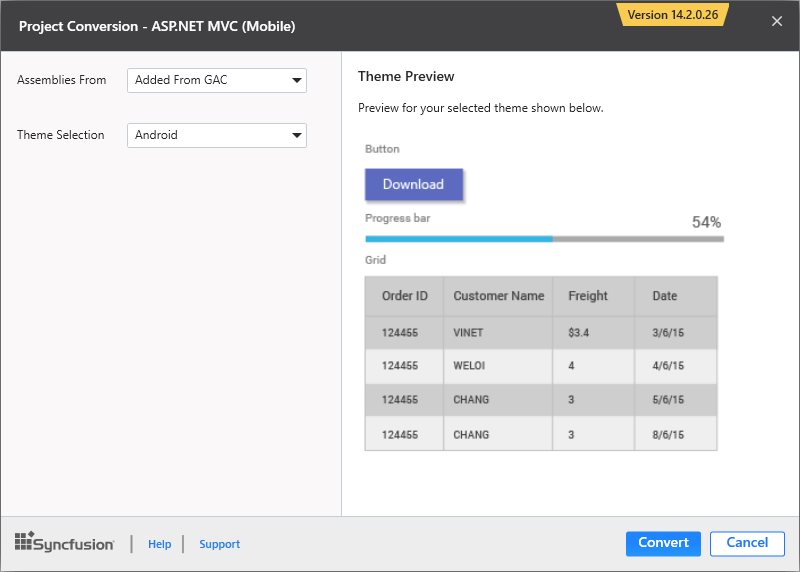 Project Conversion - ASP.NET MVC (Mobile)
Version 14.2.0.26
Assemblies From
Added From GAC
Theme Selection
Android
Theme Preview
Preview for your selected theme shown below.
Button
Download
Progress bar
54%
Grid
Order ID Customer Name Freight Date
124455 VINET $3.4 3/6/15
124455 WELOI 4 4/6/15
124455 CHANG 3 5/6/15
124455 CHANG 3 8/6/15
Syncfusion | Help | Support
Convert Cancel